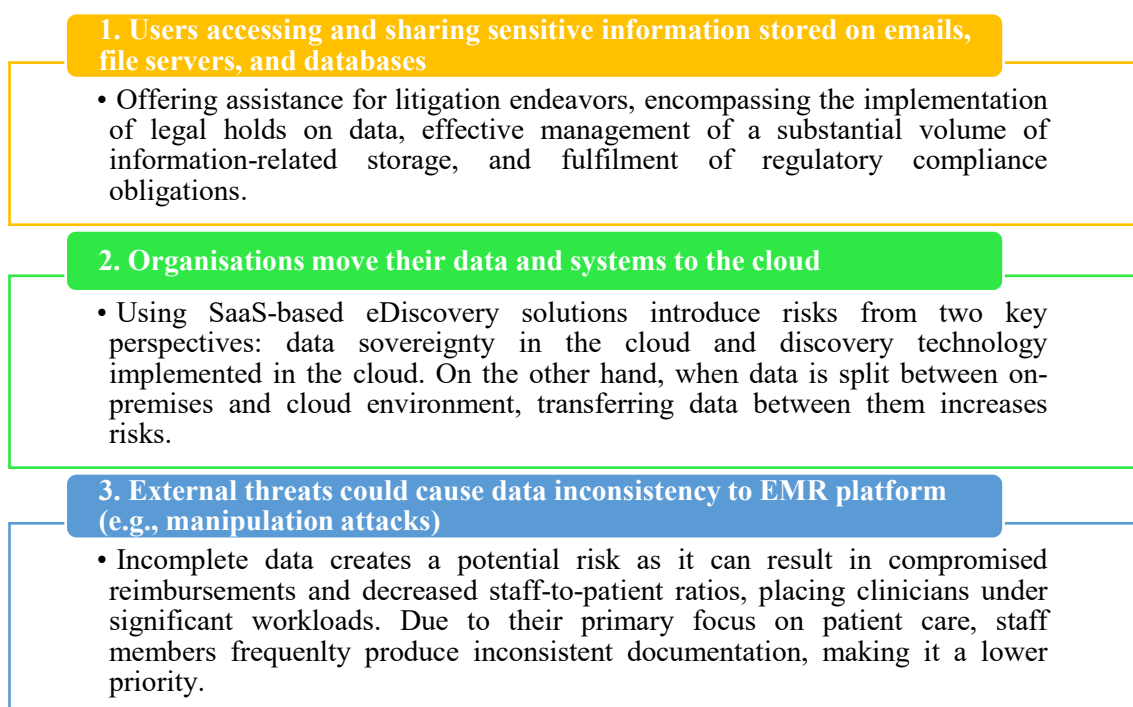 1. Users accessing and sharing sensitive information stored on emails,
file servers, and databases
• Offering assistance for litigation endeavors, encompassing the implementation
of legal holds on data, effective management of a substantial volume of
information-related storage, and fulfilment of regulatory compliance
obligations.
2. Organisations move their data and systems to the cloud
• Using SaaS-based eDiscovery solutions introduce risks from two key
perspectives: data sovereignty in the cloud and discovery technology
implemented in the cloud. On the other hand, when data is split between on-
premises and cloud environment, transferring data between them increases
risks.
3. External threats could cause data inconsistency to EMR platform
(e.g., manipulation attacks)
• Incomplete data creates a potential risk as it can result in compromised
reimbursements and decreased staff-to-patient ratios, placing clinicians under
significant workloads. Due to their primary focus on patient care, staff
members frequenlty produce inconsistent documentation, making it a lower
priority.